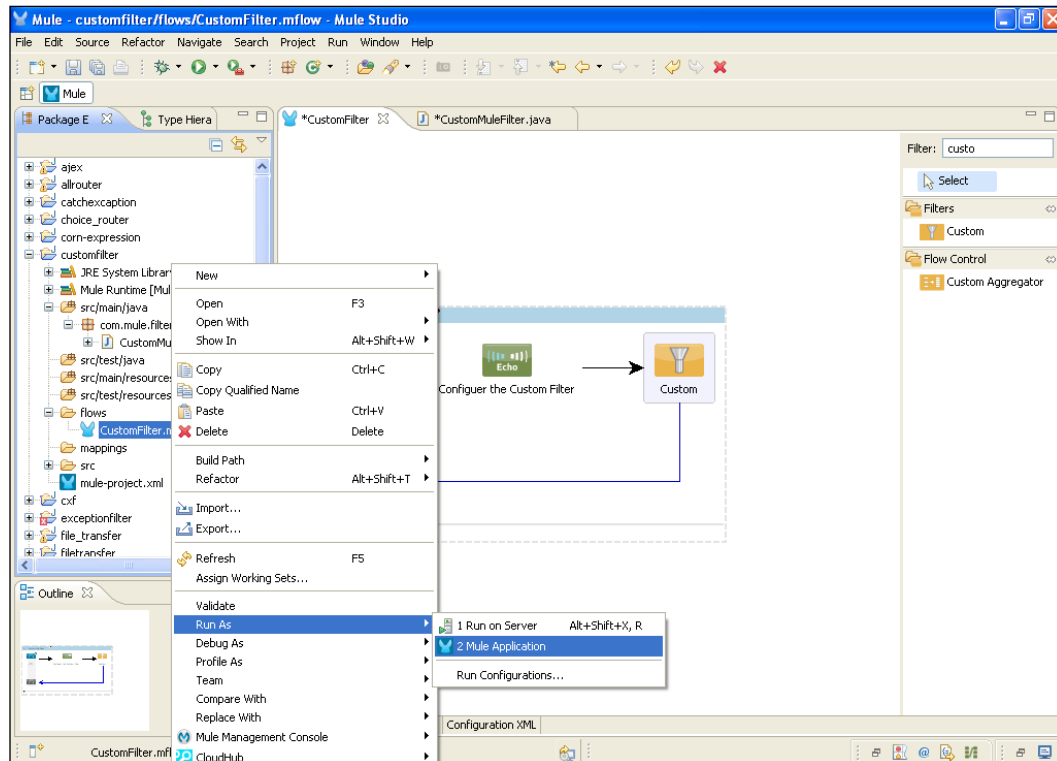 Mule - customfilter/flows/CustomFilter.mflow - Mule Studio
File Edit Source Refactor Navigate Search Project Run Window Help
Mule
Package E
Type Hiera
*CustomFilter
*CustomMuleFilter.java
Filter: custo
Select
Filters
Custom
Flow Control
Custom Aggregator
ajex
allrouter
catchexcaption
choice_router
corn-expression
customfilter
JRE System Librar
Mule Runtime [Mul
src/main/java
com.mule.filter
CustomMu
src/test/java
src/main/resource
src/test/resources
flows
CustomFilter.m
mappings
src
mule-project.xml
cxf
exceptionfilter
file_transfer
filetransfer
New
Open F3
Open With
Show In Alt+Shift+W
Copy Ctrl+C
Copy Qualified Name
Paste Ctrl+V
Delete Delete
Build Path
Refactor Alt+Shift+T
Import...
Export...
Refresh F5
Assign Working Sets...
Validate
Run As
Debug As
Profile As
Team
Compare With
Replace With
Mule Management Console
CloudHub
1 Run on Server Alt+Shift+X, R
2 Mule Application
Run Configurations...
Echo
Configuer the Custom Filter
Custom
Outline
Configuration XML
CustomFilter.mfl